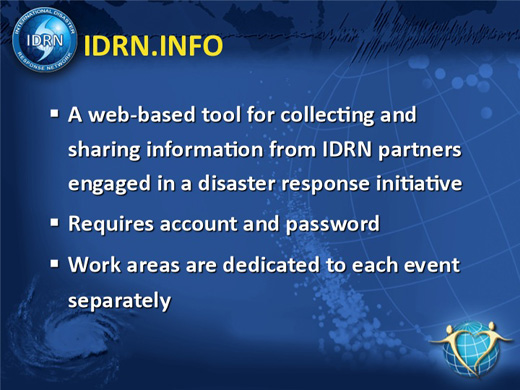 INTERNATIONAL DISASTER
IDRN
RESPONSE NETWORK
IDRN.INFO
▪ A web-based tool for collecting and
sharing information from IDRN partners
engaged in a disaster response initiative
▪ Requires account and password
▪ Work areas are dedicated to each event
separately